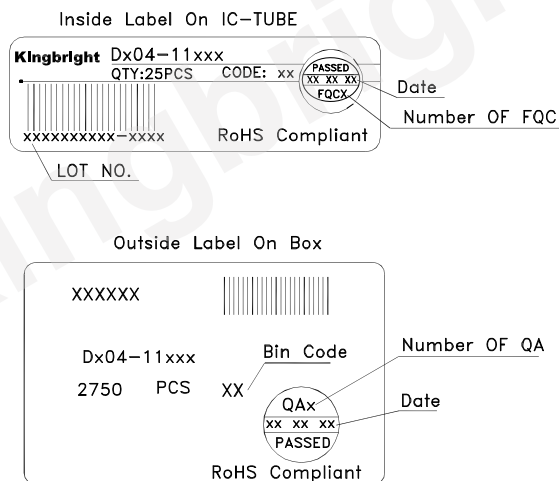 Inside Label On IC-TUBE
Kingbright Dx04-11xxx
QTY:25PCS CODE: xx
PASSED
xx xx xx
FQCX
Date
Number OF FQC
xxxxxxxxxx-xxxx
RoHS Compliant
LOT NO.
Outside Label On Box
XXXXXX
Dx04-11xxx
Bin Code
Number OF QA
2750 PCS XX
QAx
Date
xx xx xx
PASSED
RoHS Compliant
Kingbright